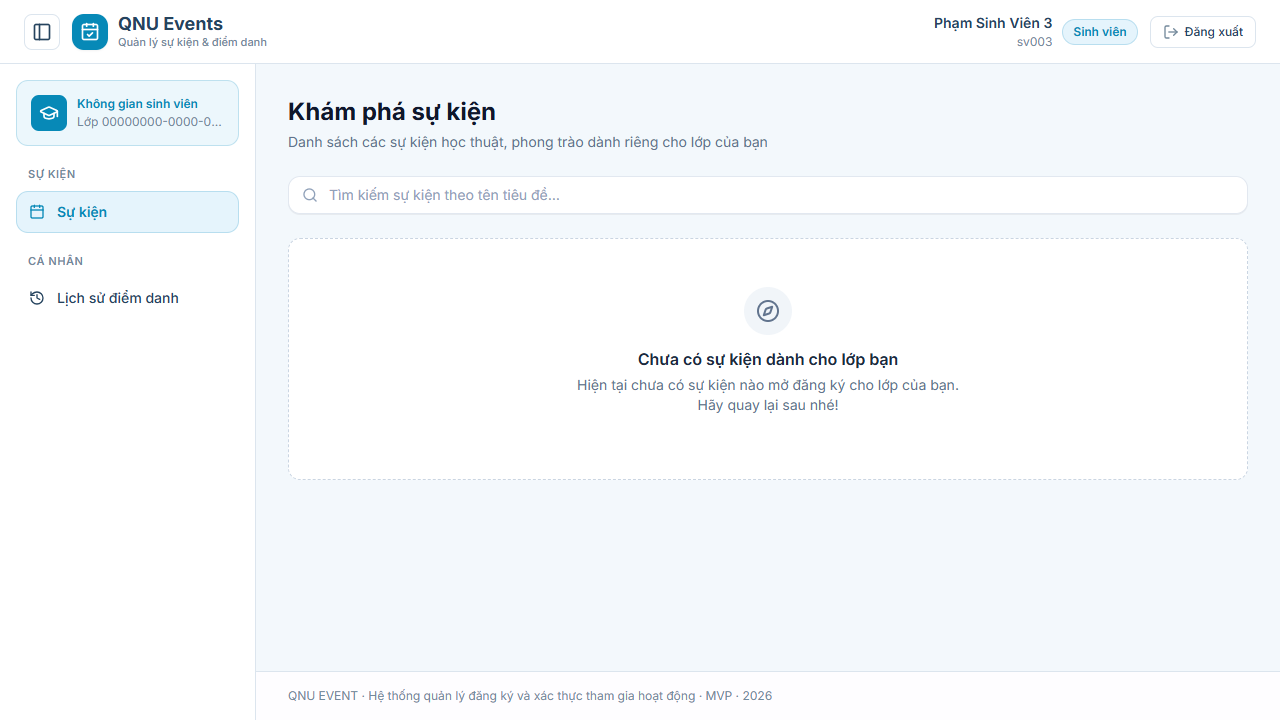 QNU Events
Quản lý sự kiện & điểm danh
Phạm Sinh Viên 3
sv003
Sinh viên
Đăng xuất
Không gian sinh viên
Lớp 00000000-0000-0...
SỰ KIỆN
Sự kiện
CÁ NHÂN
Lịch sử điểm danh
Khám phá sự kiện
Danh sách các sự kiện học thuật, phong trào dành riêng cho lớp của bạn
Tìm kiếm sự kiện theo tên tiêu đề...
Chưa có sự kiện dành cho lớp bạn
Hiện tại chưa có sự kiện nào mở đăng ký cho lớp của bạn.
Hãy quay lại sau nhé!
QNU EVENT · Hệ thống quản lý đăng ký và xác thực tham gia hoạt động · MVP · 2026